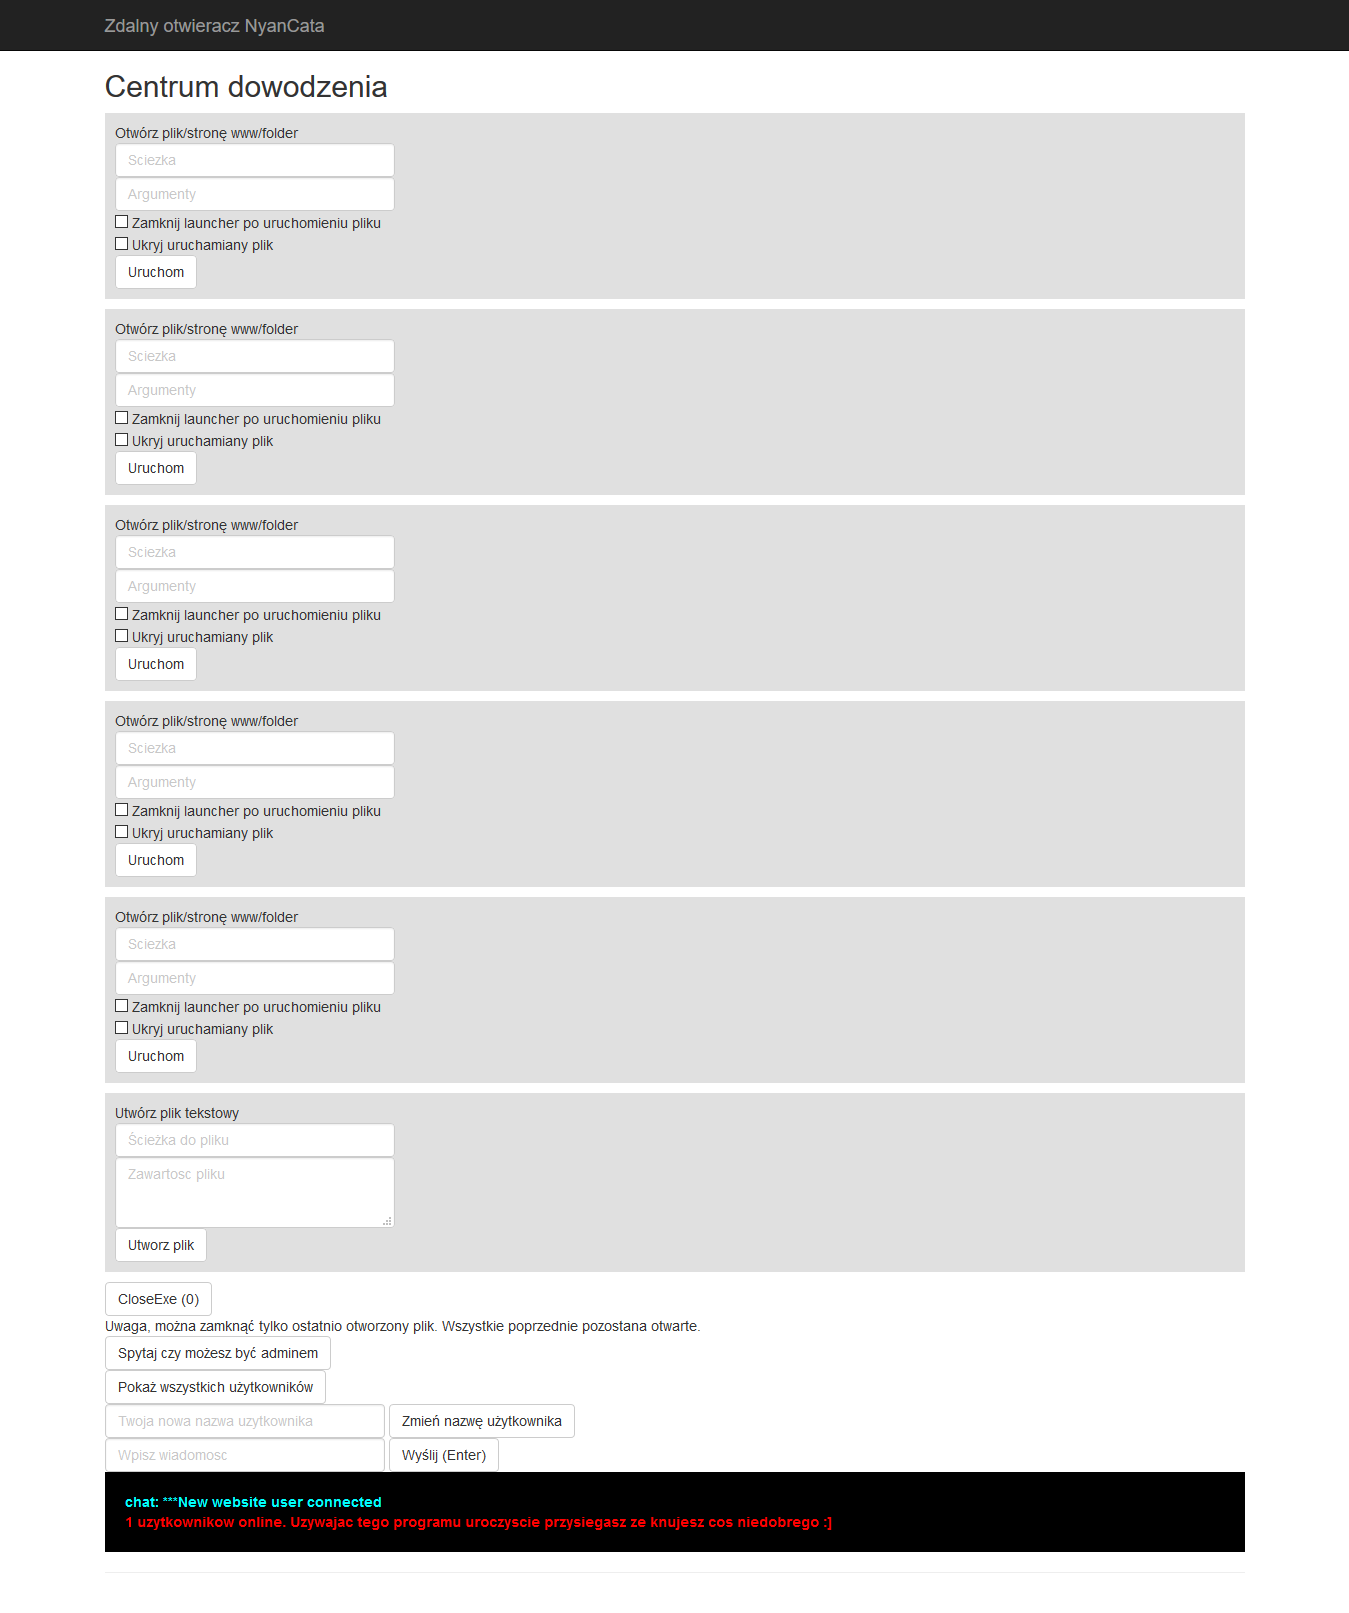 Zdalny otwieracz NyanCata
Centrum dowodzenia
Otwórz plik/stronę www/folder
Sciezka
Argumenty
Zamknij launcher po uruchomieniu pliku
Ukryj uruchamiany plik
Uruchom
Otwórz plik/stronę www/folder
Sciezka
Argumenty
Zamknij launcher po uruchomieniu pliku
Ukryj uruchamiany plik
Uruchom
Otwórz plik/stronę www/folder
Sciezka
Argumenty
Zamknij launcher po uruchomieniu pliku
Ukryj uruchamiany plik
Uruchom
Otwórz plik/stronę www/folder
Sciezka
Argumenty
Zamknij launcher po uruchomieniu pliku
Ukryj uruchamiany plik
Uruchom
Otwórz plik/stronę www/folder
Sciezka
Argumenty
Zamknij launcher po uruchomieniu pliku
Ukryj uruchamiany plik
Uruchom
Utwórz plik tekstowy
Ścieżka do pliku
Zawartosc pliku
Utworz plik
CloseExe (0)
Uwaga, można zamknąć tylko ostatnio otworzony plik. Wszystkie poprzednie pozostana otwarte.
Spytaj czy możesz być adminem
Pokaż wszystkich użytkowników
Twoja nowa nazwa uzytkownika Zmień nazwę użytkownika
Wpisz wiadomosc Wyślij (Enter)
chat: ***New website user connected
1 uzytkownikow online. Uzywajac tego programu uroczyscie przysiegasz ze knujesz cos niedobrego :]